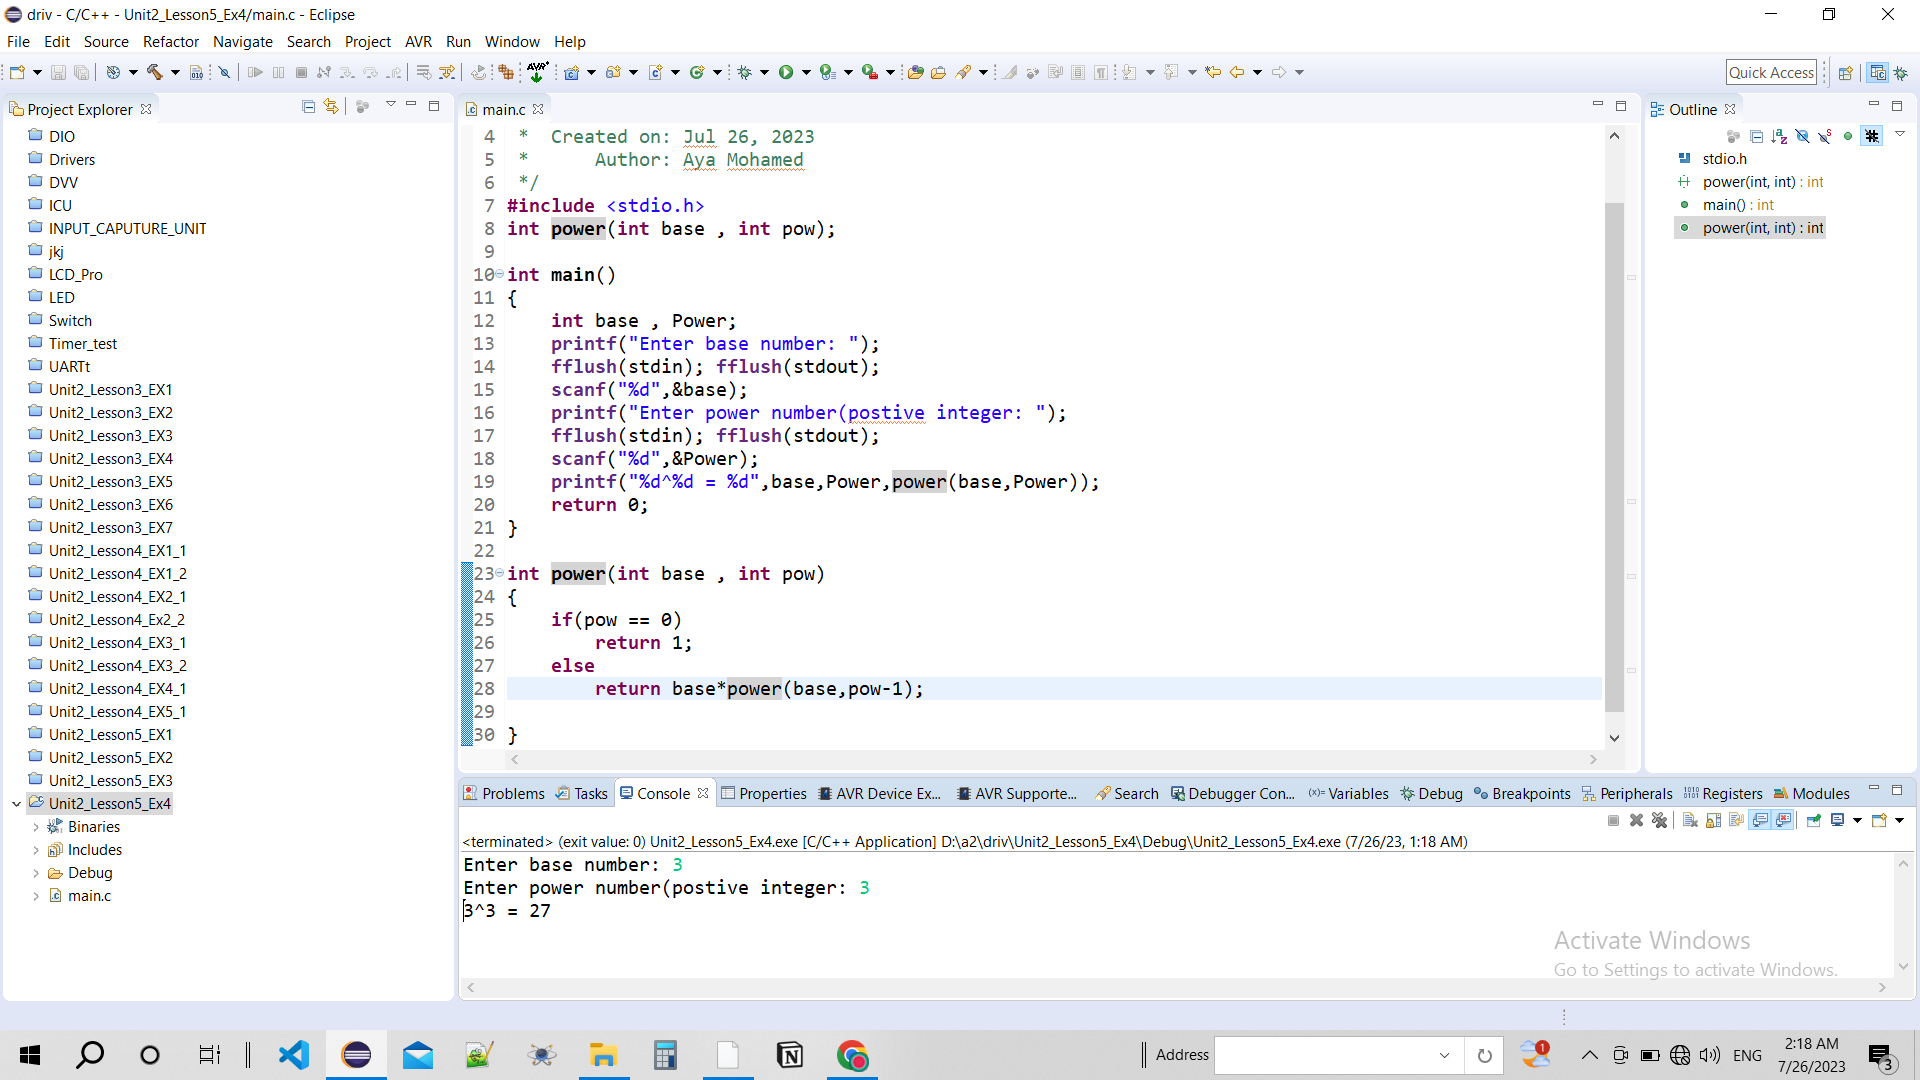 driv - C/C++ - Unit2_Lesson5_Ex4/main.c - Eclipse
File Edit Source Refactor Navigate Search Project AVR Run Window Help
Quick Access
Project Explorer
DIO
Drivers
DVV
ICU
INPUT_CAPUTURE_UNIT
jkj
LCD_Pro
LED
Switch
Timer_test
UARTt
Unit2_Lesson3_EX1
Unit2_Lesson3_EX2
Unit2_Lesson3_EX3
Unit2_Lesson3_EX4
Unit2_Lesson3_EX5
Unit2_Lesson3_EX6
Unit2_Lesson3_EX7
Unit2_Lesson4_EX1_1
Unit2_Lesson4_EX1_2
Unit2_Lesson4_EX2_1
Unit2_Lesson4_Ex2_2
Unit2_Lesson4_EX3_1
Unit2_Lesson4_EX3_2
Unit2_Lesson4_EX4_1
Unit2_Lesson4_EX5_1
Unit2_Lesson5_EX1
Unit2_Lesson5_EX2
Unit2_Lesson5_EX3
Unit2_Lesson5_Ex4
Binaries
Includes
Debug
main.c
main.c
4 * Created on: Jul 26, 2023
5 * Author: Aya Mohamed
6 */
7 #include <stdio.h>
8 int power(int base , int pow);
9
10 int main()
11 {
12 int base , Power;
13 printf("Enter base number: ");
14 fflush(stdin); fflush(stdout);
15 scanf("%d",&base);
16 printf("Enter power number(postive integer: ");
17 fflush(stdin); fflush(stdout);
18 scanf("%d",&Power);
19 printf("%d^%d = %d",base,Power,power(base,Power));
20 return 0;
21 }
22
23 int power(int base , int pow)
24 {
25 if(pow == 0)
26 return 1;
27 else
28 return base*power(base,pow-1);
29
30 }
Outline
stdio.h
power(int, int) : int
main() : int
power(int, int) : int
Problems Tasks Console Properties AVR Device Ex... AVR Supporte... Search Debugger Con... Variables Debug Breakpoints Peripherals Registers Modules
<terminated> (exit value: 0) Unit2_Lesson5_Ex4.exe [C/C++ Application] D:\a2\driv\Unit2_Lesson5_Ex4\Debug\Unit2_Lesson5_Ex4.exe (7/26/23, 1:18 AM)
Enter base number: 3
Enter power number(postive integer: 3
3^3 = 27
Activate Windows
Go to Settings to activate Windows.
Address
1
ENG
2:18 AM
7/26/2023
3